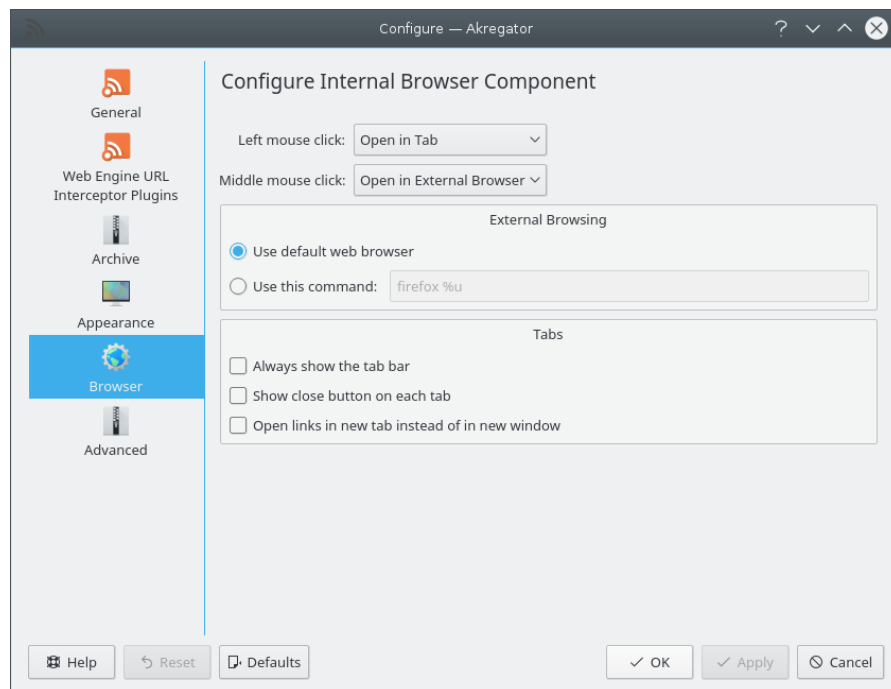 Configure — Akregator
General
Web Engine URL
Interceptor Plugins
Archive
Appearance
Browser
Advanced
Configure Internal Browser Component
Left mouse click: Open in Tab
Middle mouse click: Open in External Browser
External Browsing
Use default web browser
Use this command: firefox %u
Tabs
Always show the tab bar
Show close button on each tab
Open links in new tab instead of in new window
Help Reset Defaults OK Apply Cancel